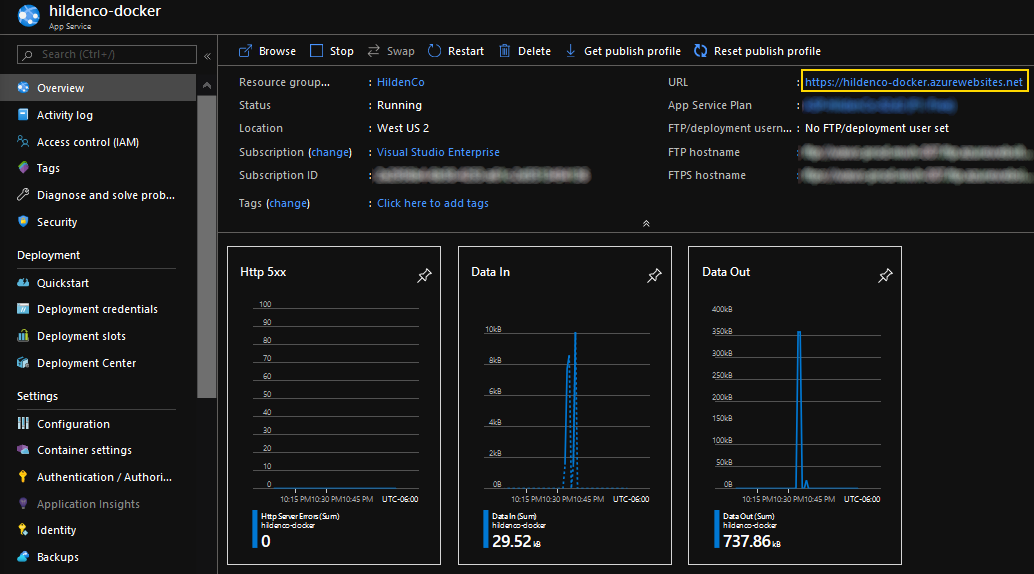 hildenco-docker
App Service
Search (Ctrl+/)
«
Overview
Activity log
Access control (IAM)
Tags
Diagnose and solve prob...
Security
Deployment
Quickstart
Deployment credentials
Deployment slots
Deployment Center
Settings
Configuration
Container settings
Authentication / Authori...
Application Insights
Identity
Backups
Browse Stop Swap Restart Delete Get publish profile Reset publish profile
Resource group... : HildenCo
Status : Running
Location : West US 2
Subscription (change) : Visual Studio Enterprise
Subscription ID :
Tags (change) : Click here to add tags
URL : https://hildenco-docker.azurewebsites.net
App Service Plan :
FTP/deployment usern... : No FTP/deployment user set
FTP hostname :
FTPS hostname :
Http 5xx
100
90
80
70
60
50
40
30
20
10
0
10:15 PM 10:30 PM 10:45 PM UTC-06:00
Http Server Errors (Sum)
hildenco-docker
0
Data In
10kB
8kB
6kB
4kB
2kB
0B
10:15 PM 10:30 PM 10:45 PM UTC-06:00
Data In (Sum)
hildenco-docker
29.52 kB
Data Out
400kB
350kB
300kB
250kB
200kB
150kB
100kB
50kB
0B
10:15 PM 10:30 PM 10:45 PM UTC-06:00
Data Out (Sum)
hildenco-docker
737.86 kB